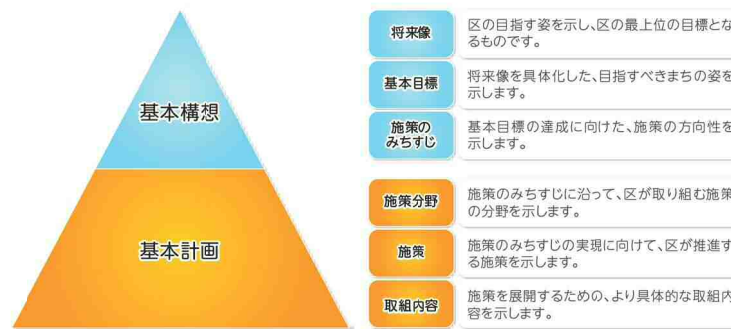 基本構想
基本計画
将来像
区の目指す姿を示し、区の最上位の目標とな
るものです。
基本目標
将来像を具体化した、目指すべきまちの姿を
示します。
施策の
みちすじ
基本目標の達成に向けた、施策の方向性を
示します。
施策分野
施策のみちすじに沿って、区が取り組む施策
の分野を示します。
施策
施策のみちすじの実現に向けて、区が推進す
る施策を示します。
取組内容
施策を展開するための、より具体的な取組内
容を示します。